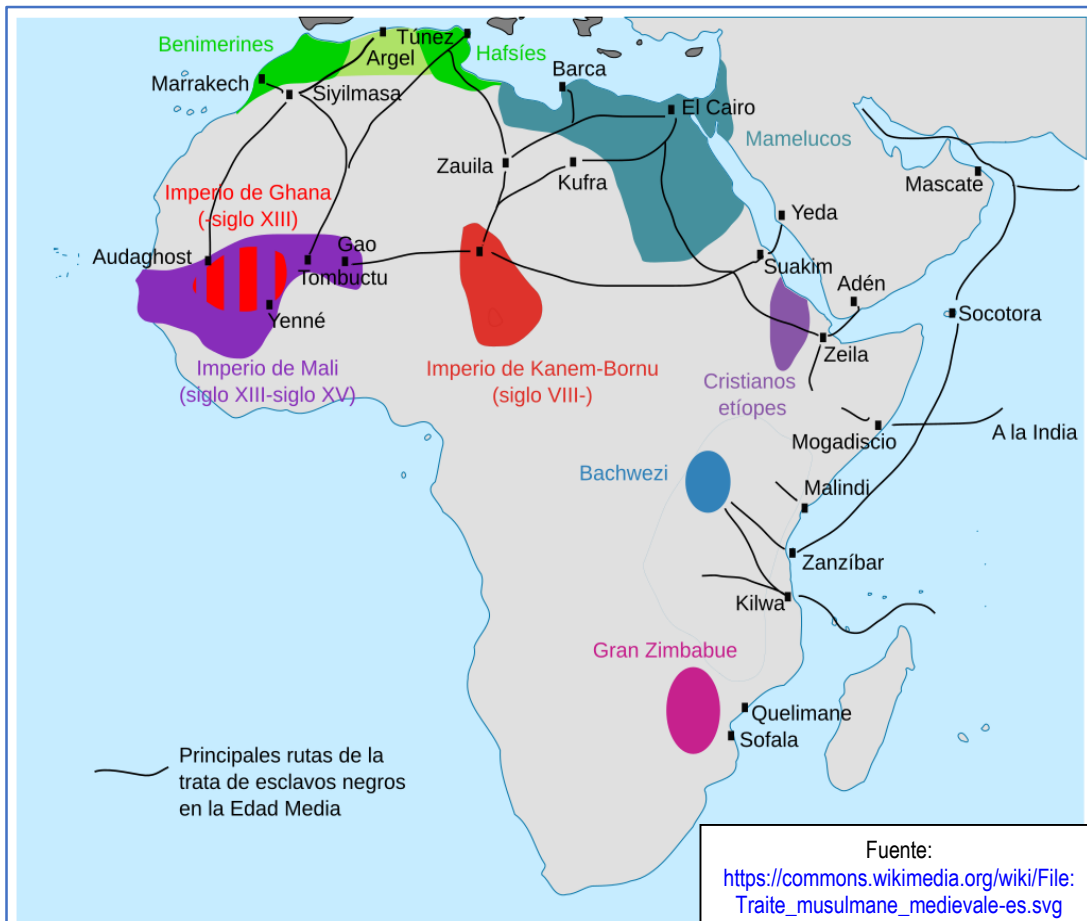 Benimerines
Túnez
Argel
Hafsíes
Marrakech
Siyilmasa
Barca
El Cairo
Mamelucos
Zauila
Kufra
Mascate
Imperio de Ghana
(-siglo XIII)
Yeda
Audaghost
Gao
Tombuctu
Suakim
Adén
Yenné
Socotora
Zeila
Imperio de Mali
(siglo XIII-siglo XV)
Imperio de Kanem-Bornu
(siglo VIII-)
Cristianos
etíopes
Mogadiscio
A la India
Bachwezi
Malindi
Zanzíbar
Kilwa
Gran Zimbabue
Quelimane
Sofala
Principales rutas de la
trata de esclavos negros
en la Edad Media
Fuente:
https://commons.wikimedia.org/wiki/File:
Traite_musulmane_medievale-es.svg